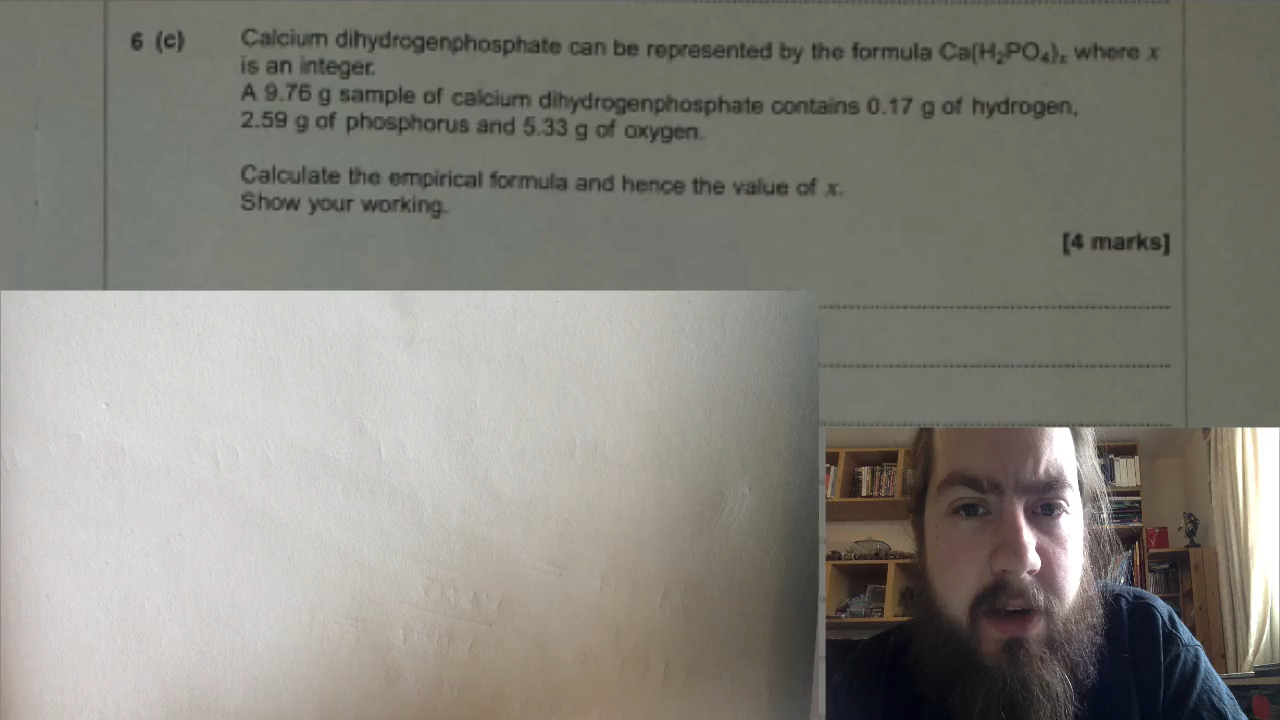 6 (c) Calcium dihydrogenphosphate can be represented by the formula Ca(H₂PO₄)ₓ where x
is an integer.
A 9.76 g sample of calcium dihydrogenphosphate contains 0.17 g of hydrogen,
2.59 g of phosphorus and 5.33 g of oxygen.
Calculate the empirical formula and hence the value of x.
Show your working.
[4 marks]